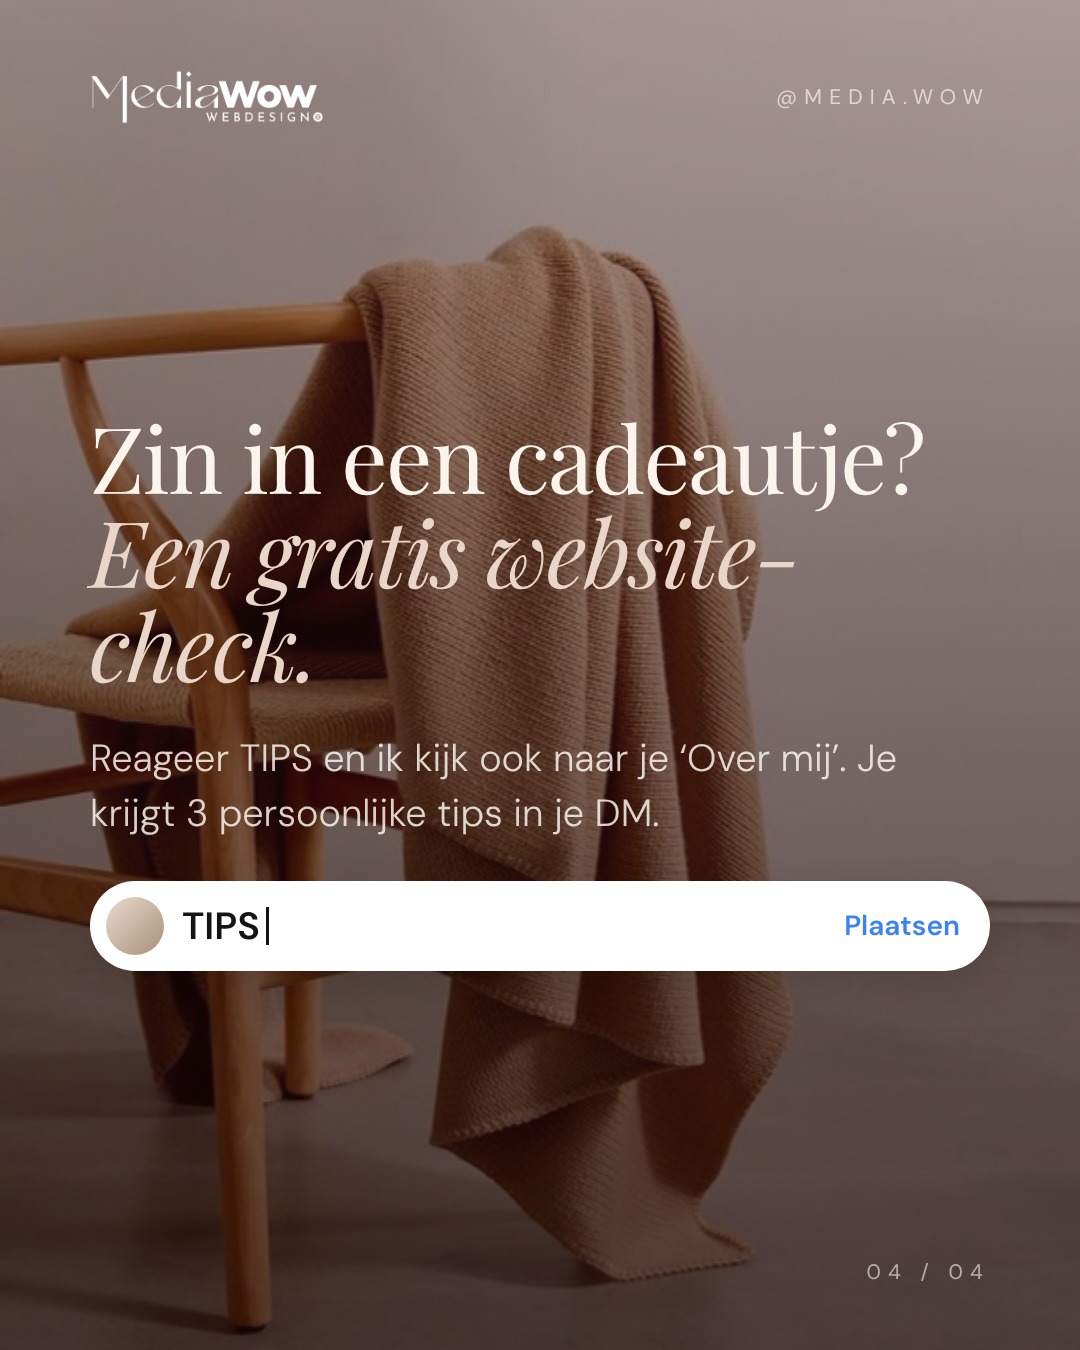 MediaWow
WEBDESIGN
@MEDIA.WOW
Zin in een cadeautje?
Een gratis website-
check.
Reageer TIPS en ik kijk ook naar je ‘Over mij’. Je
krijgt 3 persoonlijke tips in je DM.
TIPS
Plaatsen
04 / 04